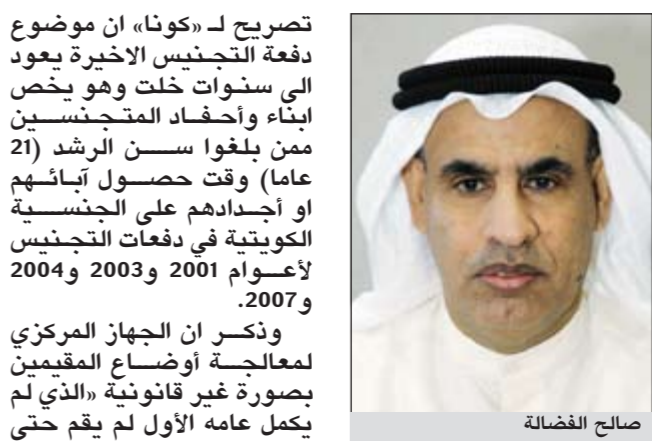 تصريح لـ «كونا» ان موضوع
دفعة التجنيس الاخيرة يعود
الى سنوات خلت وهو يخص
ابناء وأحفاد المتجنسين
ممن بلغوا سن الرشد (21
عاما) وقت حصول آبائهم
او أجدادهم على الجنسية
الكويتية في دفعات التجنيس
لأعوام 2001 و2003 و2004
و2007.
وذكر ان الجهاز المركزي
لمعالجة أوضاع المقيمين
بصورة غير قانونية «الذي لم
يكمل عامه الأول لم يقم حتى
صالح الفضالة